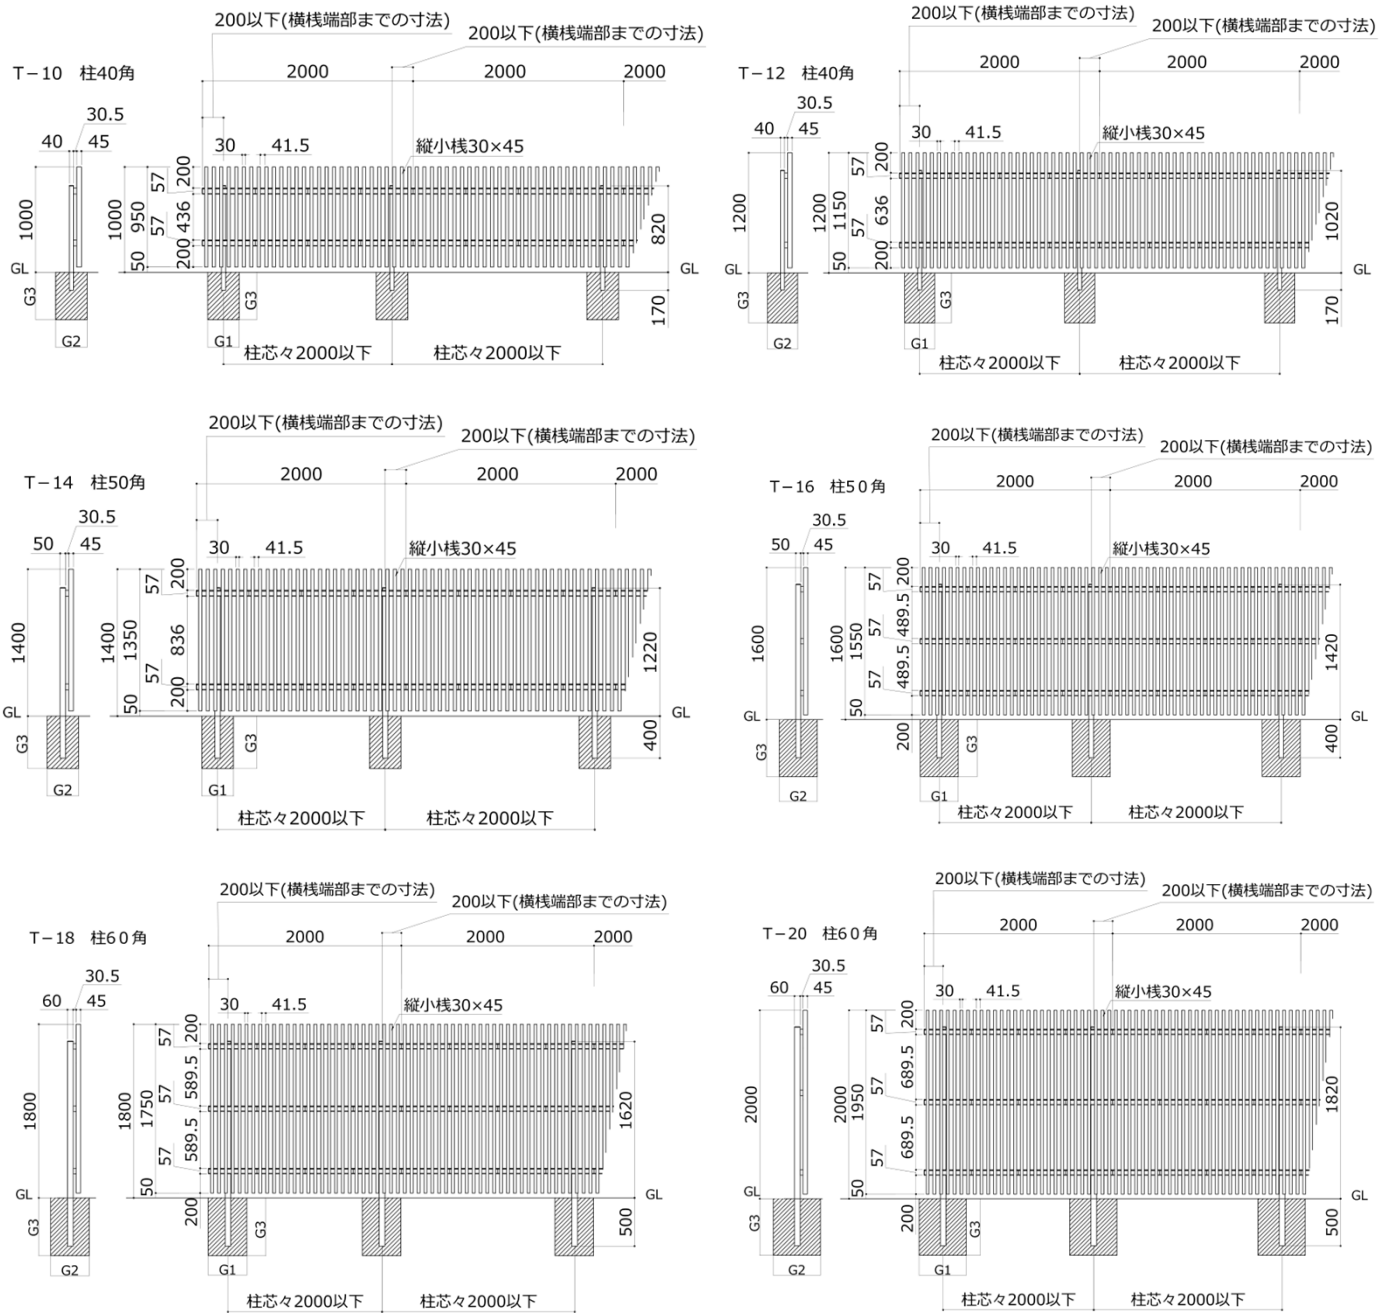 200以下(横桟端部までの寸法)
200以下(横桟端部までの寸法)
T－10　柱40角
2000
2000
2000
30.5
40
45
30
41.5
縦小桟30×45
1000
1000
950
50
57
200
436
57
200
820
GL
GL
G3
G3
170
G2
G1
柱芯々2000以下
柱芯々2000以下
200以下(横桟端部までの寸法)
200以下(横桟端部までの寸法)
T－12　柱40角
2000
2000
2000
30.5
40
45
30
41.5
縦小桟30×45
1200
1200
1150
50
57
200
636
57
200
1020
GL
GL
G3
G3
170
G2
G1
柱芯々2000以下
柱芯々2000以下
200以下(横桟端部までの寸法)
200以下(横桟端部までの寸法)
T－14　柱50角
2000
2000
2000
30.5
50
45
30
41.5
縦小桟30×45
1400
1400
1350
50
57
200
836
57
200
1220
GL
GL
G3
G3
400
G2
G1
柱芯々2000以下
柱芯々2000以下
200以下(横桟端部までの寸法)
200以下(横桟端部までの寸法)
T－16　柱5０角
2000
2000
2000
30.5
50
45
30
41.5
縦小桟30×45
1600
1600
1550
50
57
200
489.5
57
489.5
57
200
1420
GL
GL
G3
G3
400
G2
G1
柱芯々2000以下
柱芯々2000以下
200以下(横桟端部までの寸法)
200以下(横桟端部までの寸法)
T－18　柱6０角
2000
2000
2000
30.5
60
45
30
41.5
縦小桟30×45
1800
1800
1750
50
57
200
589.5
57
589.5
57
200
1620
GL
GL
G3
G3
500
G2
G1
柱芯々2000以下
柱芯々2000以下
200以下(横桟端部までの寸法)
200以下(横桟端部までの寸法)
T－20　柱6０角
2000
2000
2000
30.5
60
45
30
41.5
縦小桟30×45
2000
2000
1950
50
57
200
689.5
57
689.5
57
200
1820
GL
GL
G3
G3
500
G2
G1
柱芯々2000以下
柱芯々2000以下